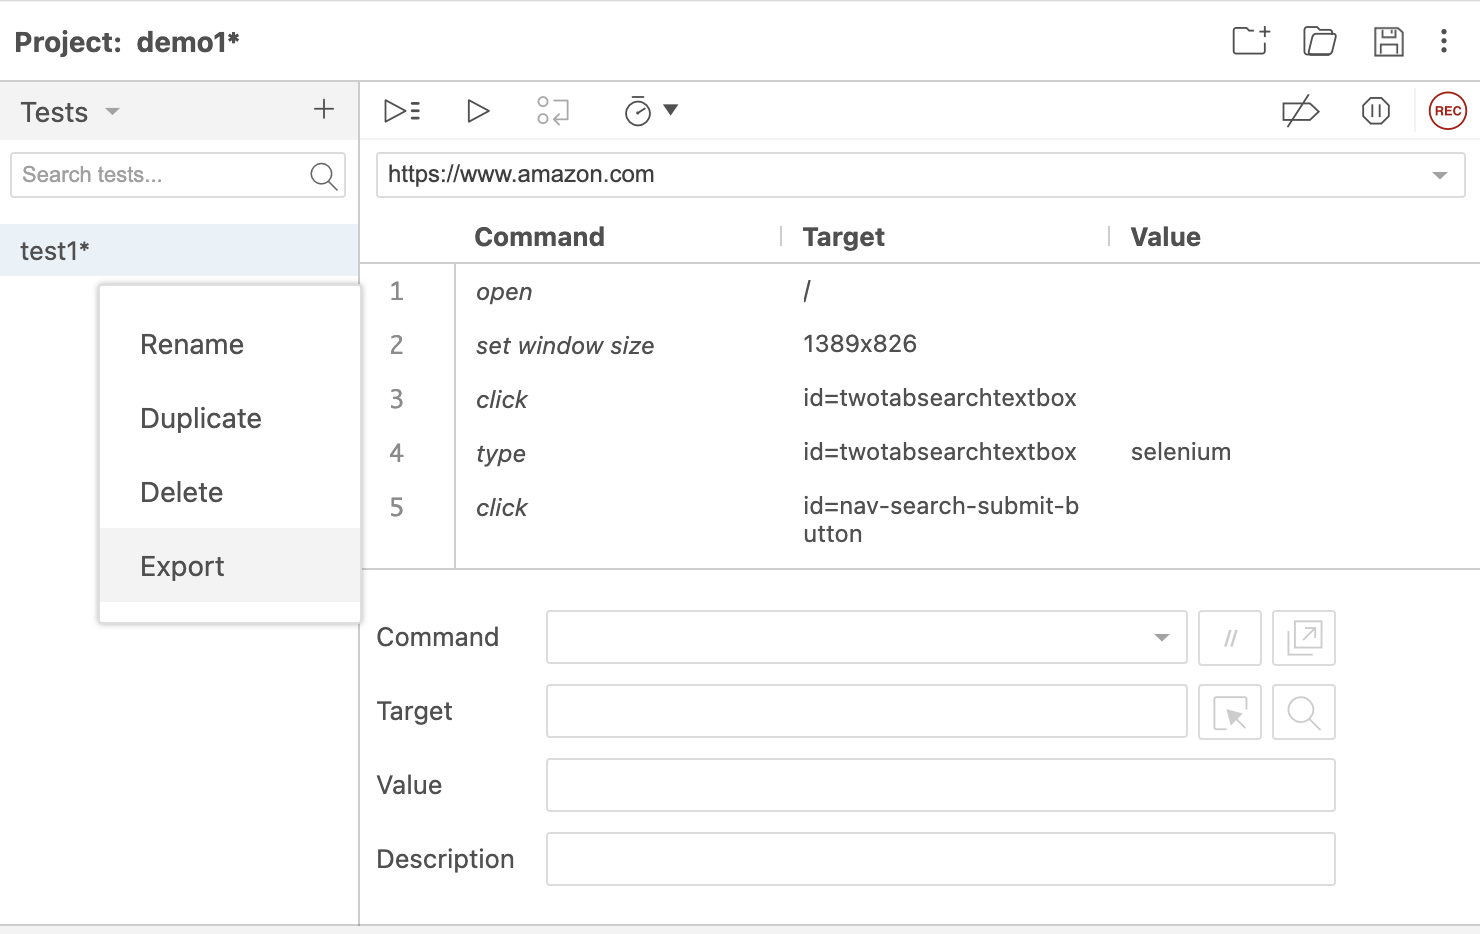 Project: demo1*
Tests
Search tests...
test1*
Rename
Duplicate
Delete
Export
REC
https://www.amazon.com
Command Target Value
1 open /
2 set window size 1389x826
3 click id=twotabsearchtextbox
4 type id=twotabsearchtextbox selenium
5 click id=nav-search-submit-b
utton
Command //
Target
Value
Description